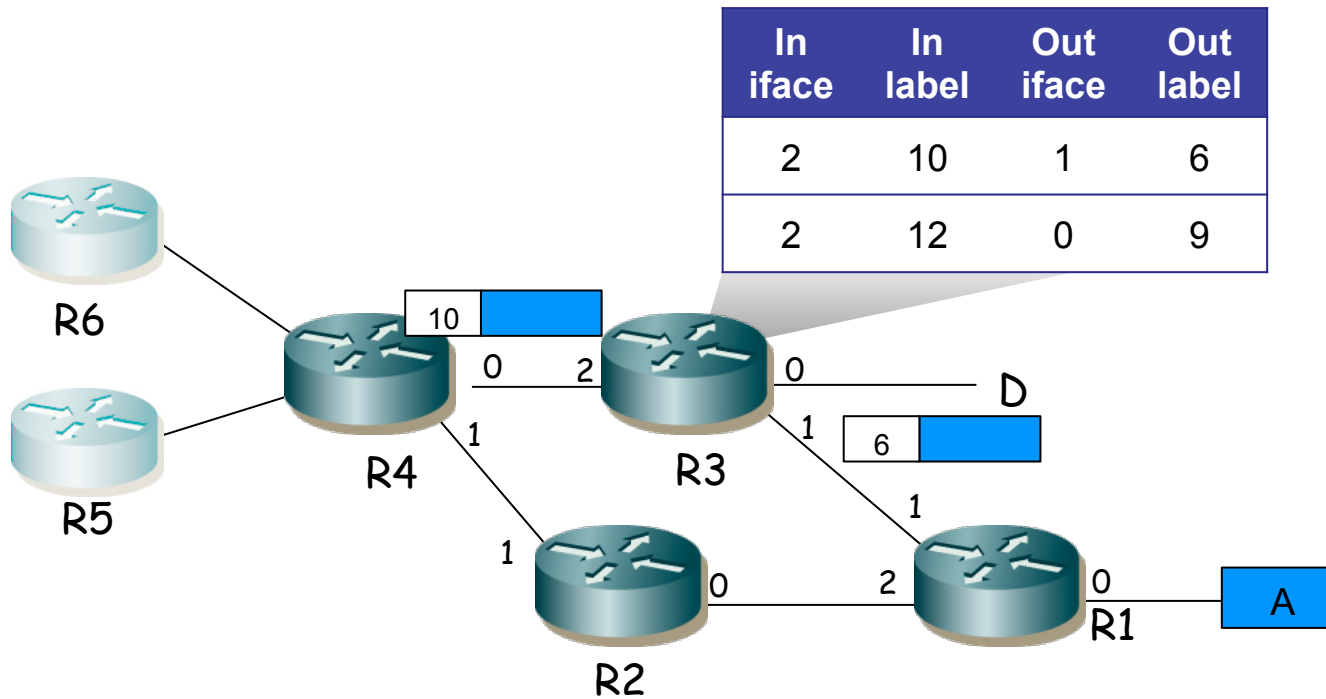 In iface In label Out iface Out label
2 10 1 6
2 12 0 9
R6
10
0 2 0
D
R4
1
R3
1
6
R5
1
1
0
2
0
A
R1
R2